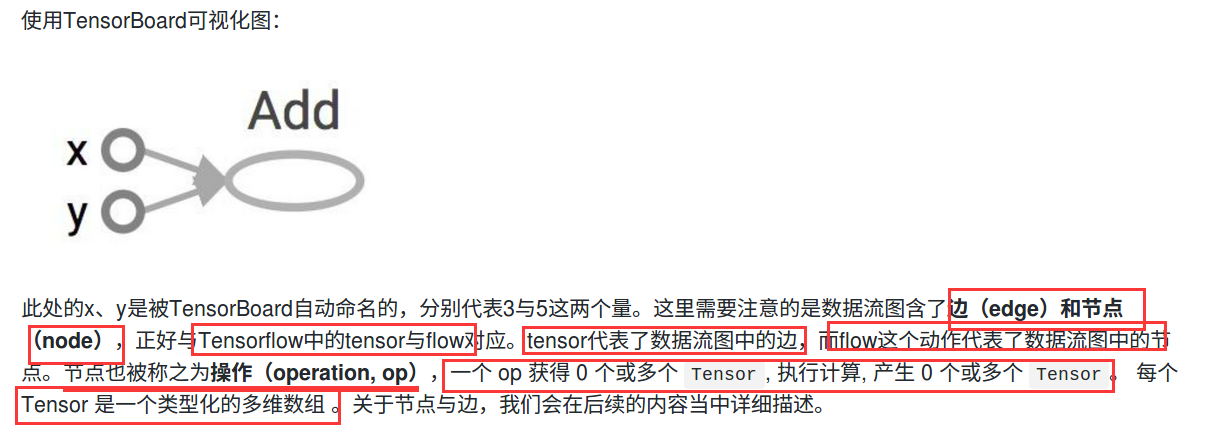 使用TensorBoard可视化图：
Add
x
y
此处的x、y是被TensorBoard自动命名的，分别代表3与5这两个量。这里需要注意的是数据流图含了边（edge）和节点
（node），正好与Tensorflow中的tensor与flow对应。tensor代表了数据流图中的边，而flow这个动作代表了数据流图中的节
点。节点也被称之为操作（operation, op），一个 op 获得 0 个或多个 Tensor , 执行计算, 产生 0 个或多个 Tensor 。 每个
Tensor 是一个类型化的多维数组 。关于节点与边，我们会在后续的内容当中详细描述。